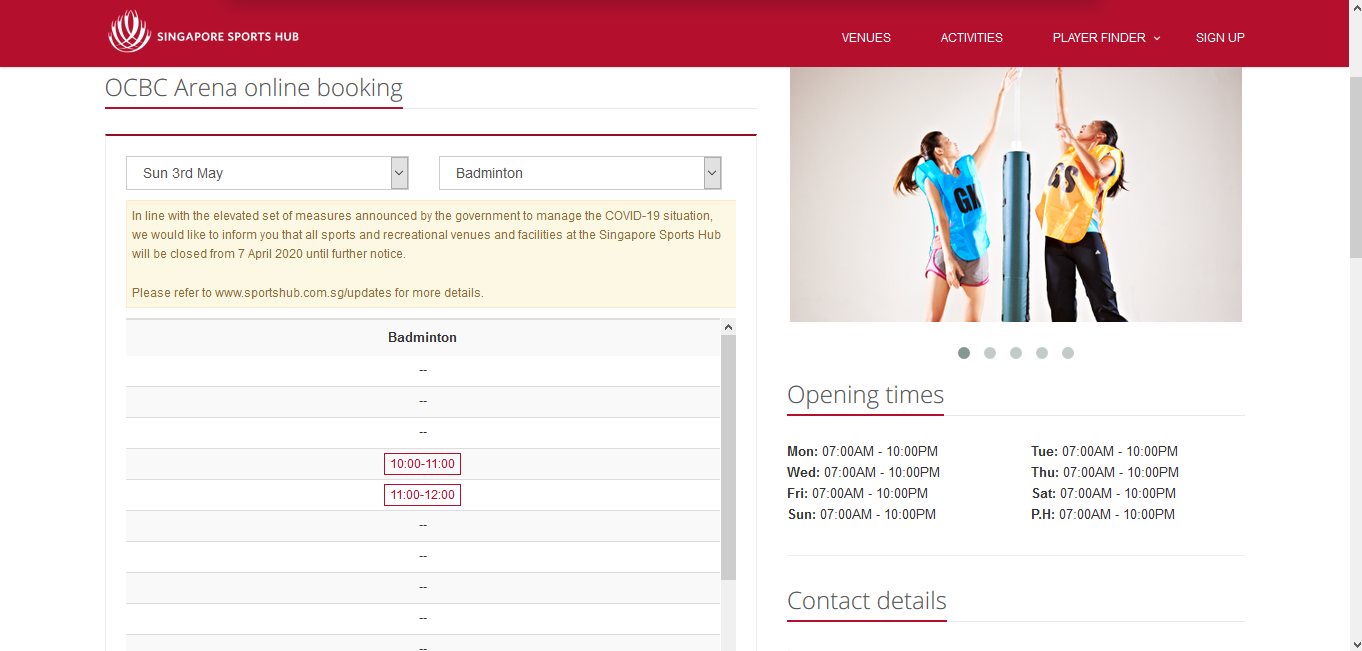 SINGAPORE SPORTS HUB
VENUES
ACTIVITIES
PLAYER FINDER
SIGN UP
OCBC Arena online booking
Sun 3rd May
Badminton
In line with the elevated set of measures announced by the government to manage the COVID-19 situation,
we would like to inform you that all sports and recreational venues and facilities at the Singapore Sports Hub
will be closed from 7 April 2020 until further notice.
Please refer to www.sportshub.com.sg/updates for more details.
Badminton
--
--
--
10:00-11:00
11:00-12:00
--
--
--
--
--
GK
GS
Opening times
Mon: 07:00AM - 10:00PM
Tue: 07:00AM - 10:00PM
Wed: 07:00AM - 10:00PM
Thu: 07:00AM - 10:00PM
Fri: 07:00AM - 10:00PM
Sat: 07:00AM - 10:00PM
Sun: 07:00AM - 10:00PM
P.H: 07:00AM - 10:00PM
Contact details